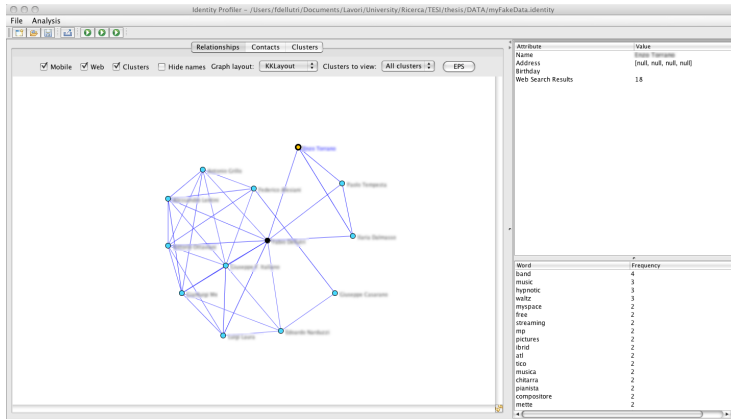 Identity Profiler - /Users/fdellutri/Documents/Lavori/University/Ricerca/TESI/thesis/DATA/myFakeData.identity
File Analysis
Relationships Contacts Clusters
Mobile Web Clusters Hide names Graph layout: KKLayout Clusters to view: All clusters EPS
Attribute Value
Name
Address [null, null, null, null]
Birthday
Web Search Results 18
Word Frequency
band 4
music 3
hypnotic 3
waltz 3
myspace 2
free 2
streaming 2
mp 2
pictures 2
ibrid 2
atl 2
tico 2
musica 2
chitarra 2
pianista 2
compositore 2
mette 2